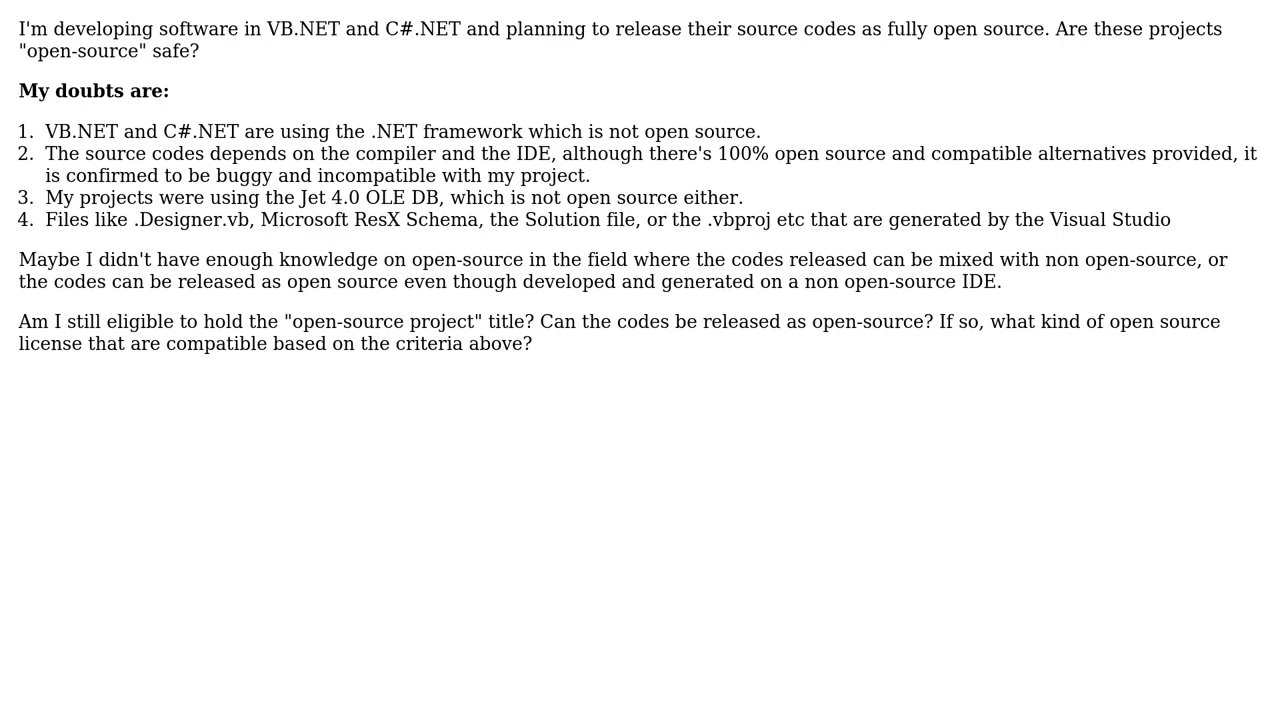 I'm developing software in VB.NET and C#.NET and planning to release their source codes as fully open source. Are these projects
"open-source" safe?
My doubts are:
1. VB.NET and C#.NET are using the .NET framework which is not open source.
2. The source codes depends on the compiler and the IDE, although there's 100% open source and compatible alternatives provided, it
is confirmed to be buggy and incompatible with my project.
3. My projects were using the Jet 4.0 OLE DB, which is not open source either.
4. Files like .Designer.vb, Microsoft ResX Schema, the Solution file, or the .vbproj etc that are generated by the Visual Studio
Maybe I didn't have enough knowledge on open-source in the field where the codes released can be mixed with non open-source, or
the codes can be released as open source even though developed and generated on a non open-source IDE.
Am I still eligible to hold the "open-source project" title? Can the codes be released as open-source? If so, what kind of open source
license that are compatible based on the criteria above?